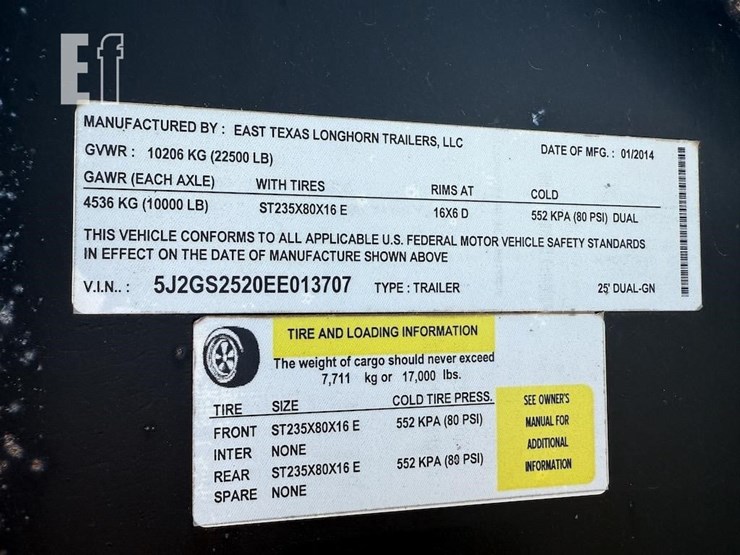 Ef
MANUFACTURED BY : EAST TEXAS LONGHORN TRAILERS, LLC
GVWR : 10206 KG (22500 LB) DATE OF MFG. : 01/2014
GAWR (EACH AXLE) WITH TIRES RIMS AT COLD
4536 KG (10000 LB) ST235X80X16 E 16X6 D 552 KPA (80 PSI) DUAL
THIS VEHICLE CONFORMS TO ALL APPLICABLE U.S. FEDERAL MOTOR VEHICLE SAFETY STANDARDS
IN EFFECT ON THE DATE OF MANUFACTURE SHOWN ABOVE
V.I.N.. : 5J2GS2520EE013707 TYPE : TRAILER 25' DUAL-GN
TIRE AND LOADING INFORMATION
The weight of cargo should never exceed
7,711 kg or 17,000 lbs.
TIRE SIZE COLD TIRE PRESS.
FRONT ST235X80X16 E 552 KPA (80 PSI)
INTER NONE
REAR ST235X80X16 E 552 KPA (80 PSI)
SPARE NONE
SEE OWNER'S
MANUAL FOR
ADDITIONAL
INFORMATION